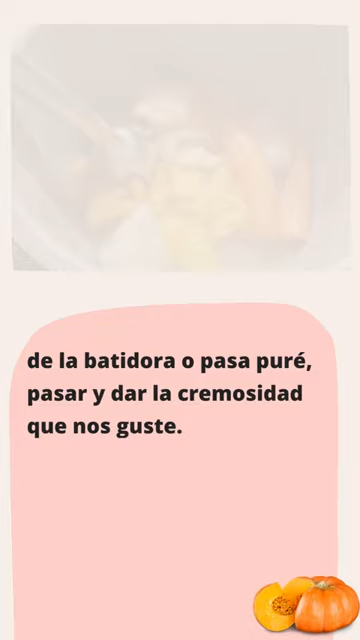 de la batidora o pasa puré,
pasar y dar la cremosidad
que nos guste.